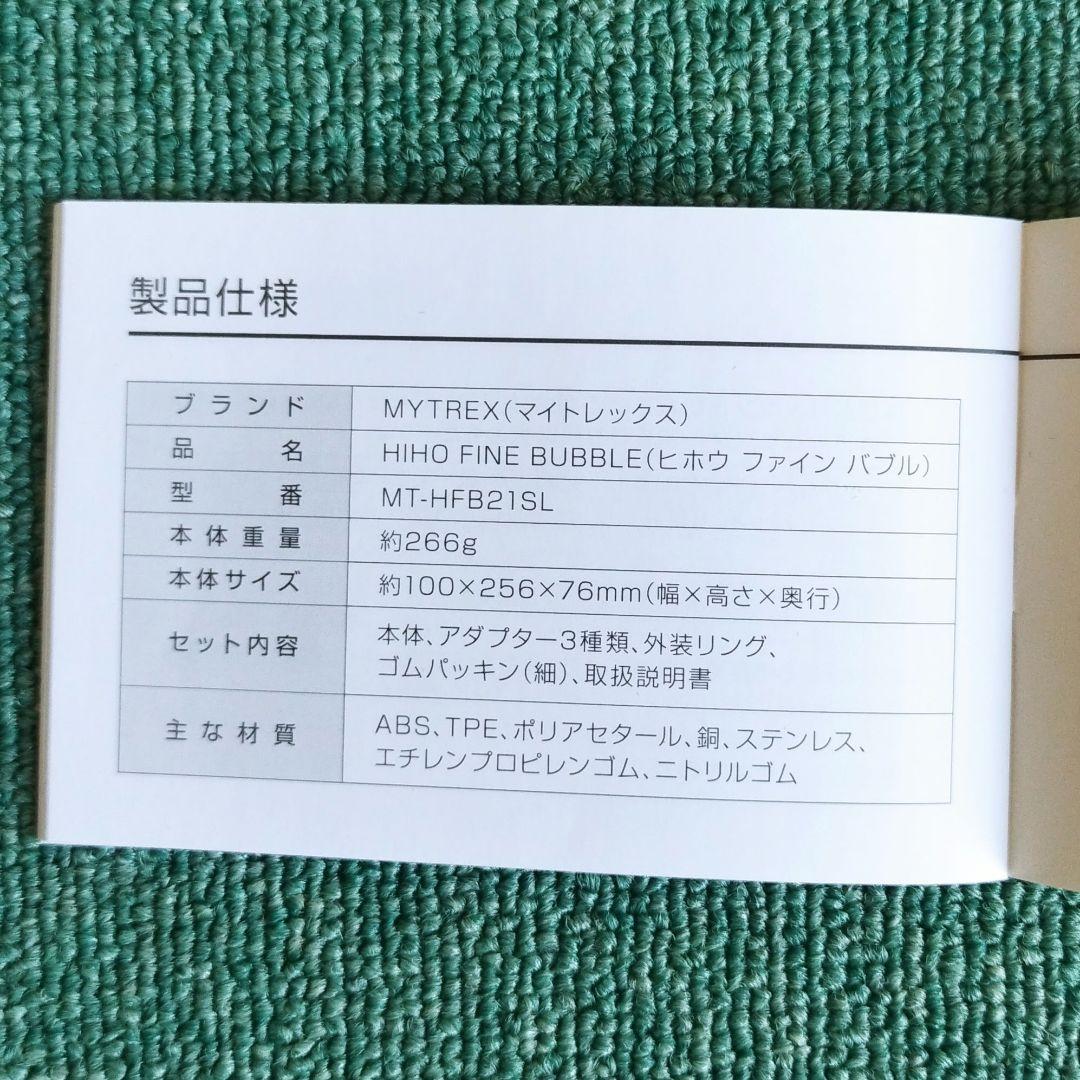 製品仕様
ブランド MYTREX(マイトレックス)
品名 HIHO FINE BUBBLE(ヒホウ ファイン バブル)
型番 MT-HFB21SL
本体重量 約266g
本体サイズ 約100×256×76mm(幅×高さ×奥行)
セット内容 本体、アダプター3種類、外装リング、
ゴムパッキン(細)、取扱説明書
主な材質 ABS、TPE、ポリアセタール、銅、ステンレス、
エチレンプロピレンゴム、ニトリルゴム